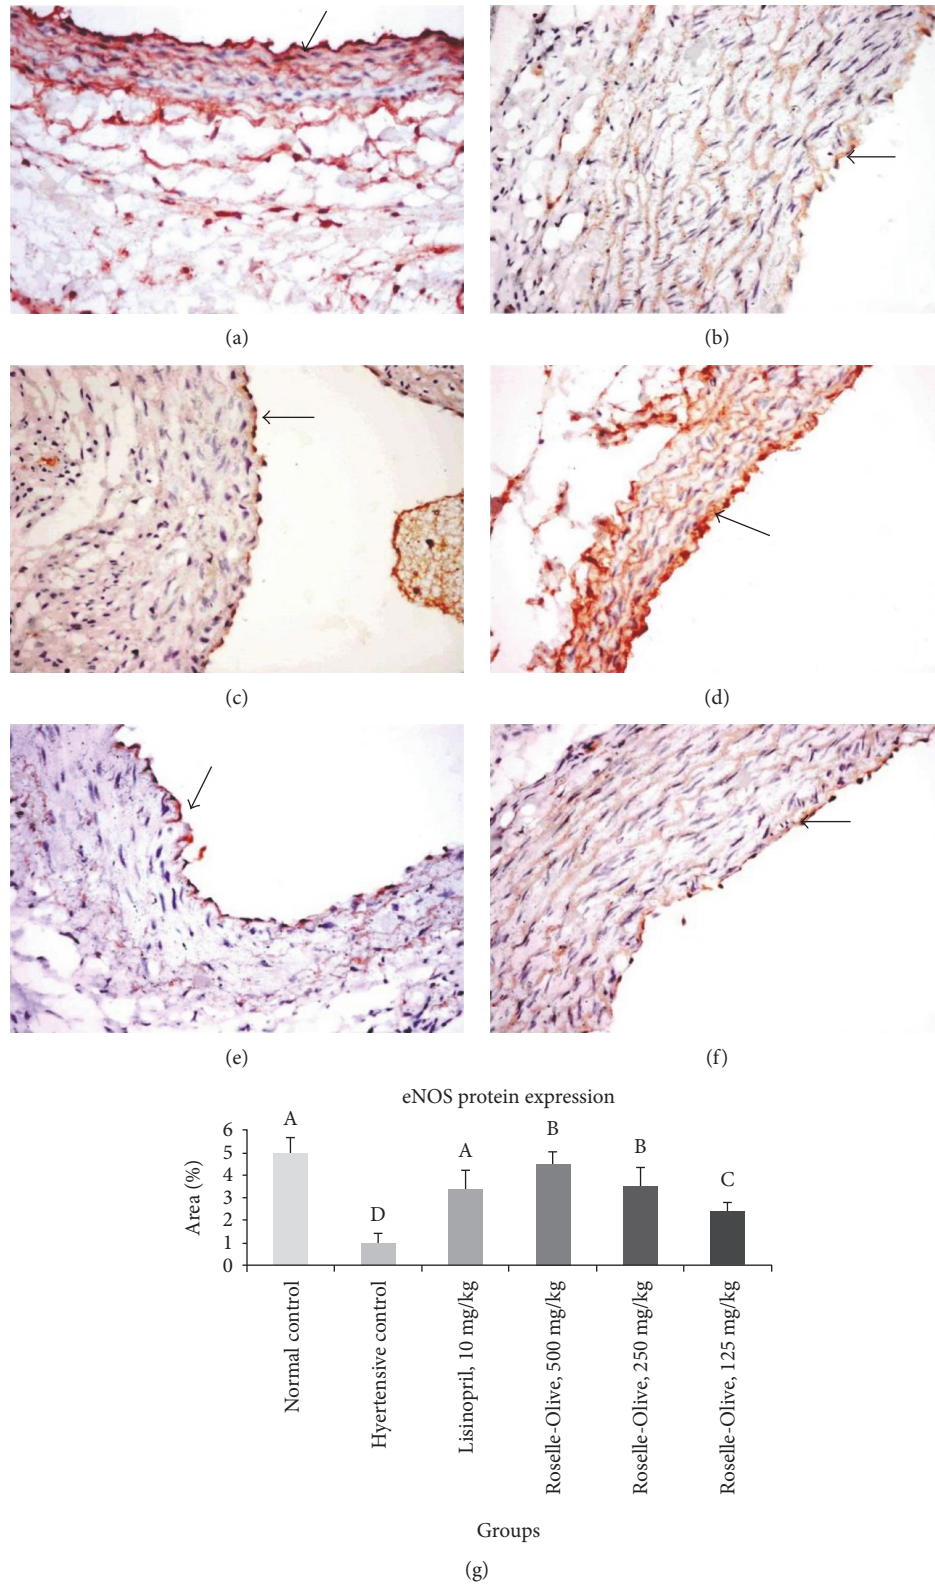 (a)
(b)
(c)
(d)
(e)
(f)
eNOS protein expression
Area (%)
6
5
4
3
2
1
0
A
D
A
B
B
C
Normal control
Hyertensive control
Lisinopril, 10 mg/kg
Roselle-Olive, 500 mg/kg
Roselle-Olive, 250 mg/kg
Roselle-Olive, 125 mg/kg
Groups
(g)